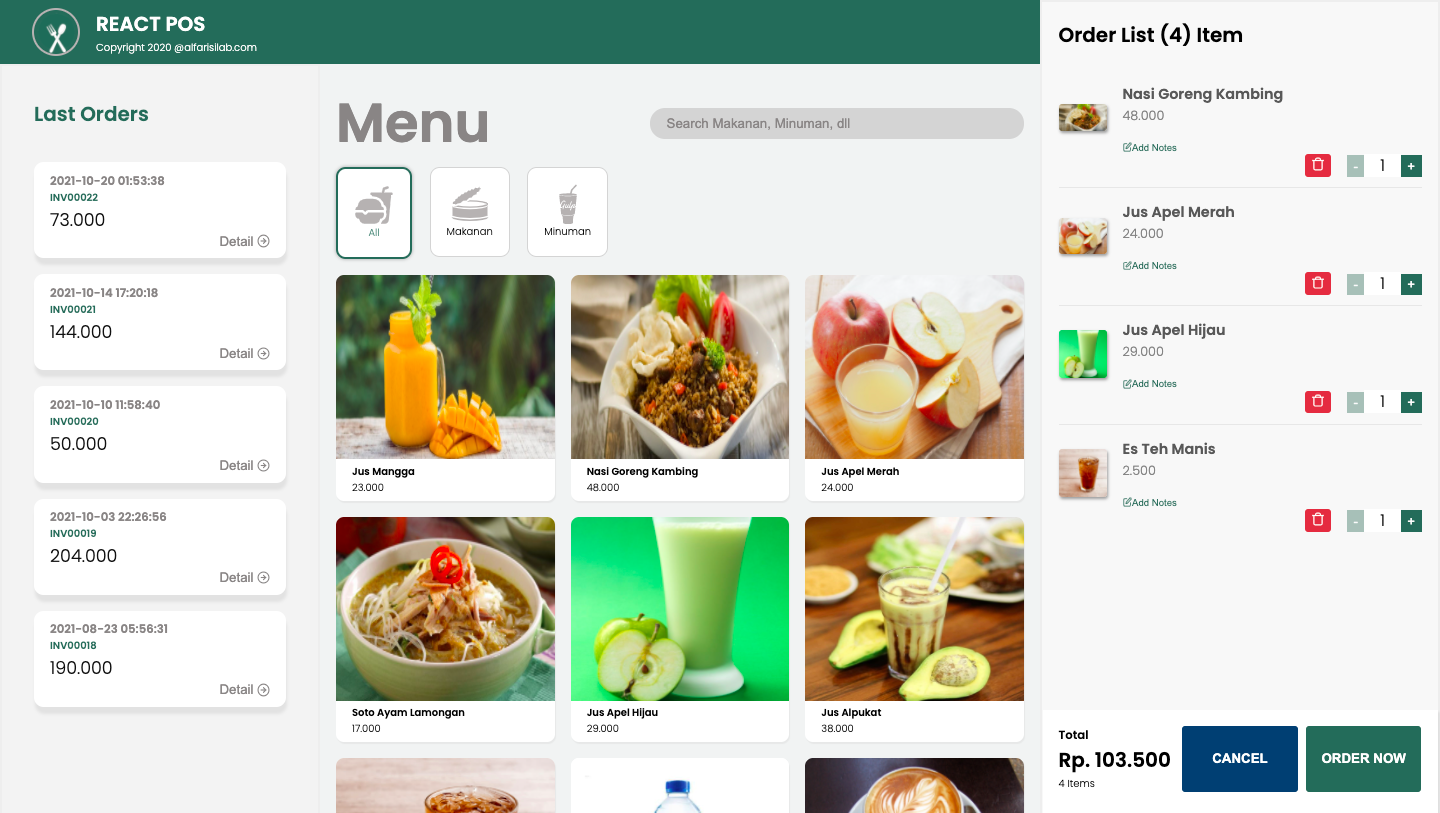 REACT POS
Copyright 2020 @alfarisilab.com
Last Orders
2021-10-20 01:53:38
INV00022
73.000
Detail
2021-10-14 17:20:18
INV00021
144.000
Detail
2021-10-10 11:58:40
INV00020
50.000
Detail
2021-10-03 22:26:56
INV00019
204.000
Detail
2021-08-23 05:56:31
INV00018
190.000
Detail
Menu
Search Makanan, Minuman, dll
All
Makanan
Gulp
Minuman
Jus Mangga
23.000
Nasi Goreng Kambing
48.000
Jus Apel Merah
24.000
Soto Ayam Lamongan
17.000
Jus Apel Hijau
29.000
Jus Alpukat
38.000
Order List (4) Item
Nasi Goreng Kambing
48.000
Add Notes
- 1 +
Jus Apel Merah
24.000
Add Notes
- 1 +
Jus Apel Hijau
29.000
Add Notes
- 1 +
Es Teh Manis
2.500
Add Notes
- 1 +
Total
Rp. 103.500
4 Items
CANCEL
ORDER NOW